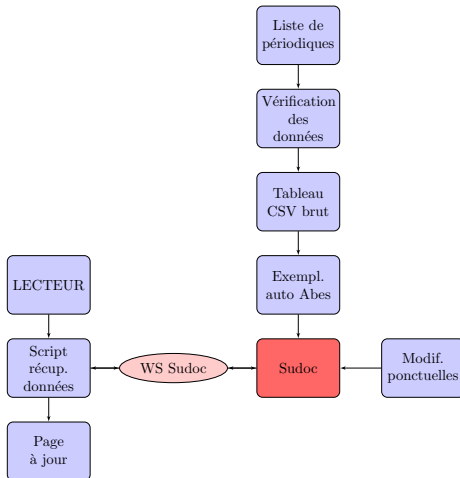 Liste de
périodiques
Vérification
des
données
Tableau
CSV brut
LECTEUR
Exempl.
auto Abes
Script
récup.
données
WS Sudoc
Sudoc
Modif.
ponctuelles
Page
à jour